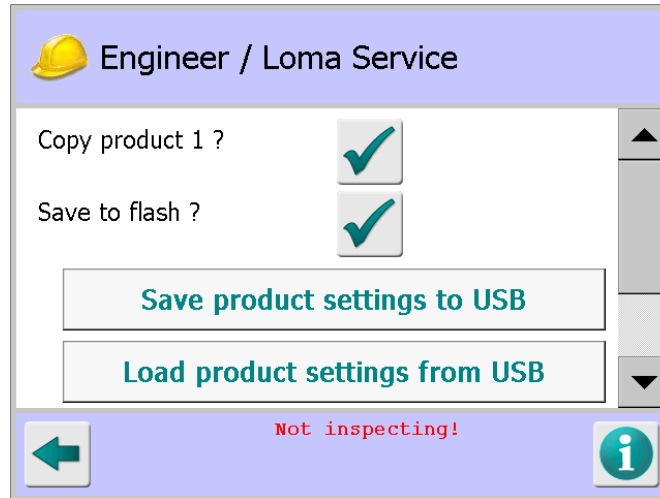 Engineer / Loma Service
Copy product 1 ?
Save to flash ?
Save product settings to USB
Load product settings from USB
Not inspecting!